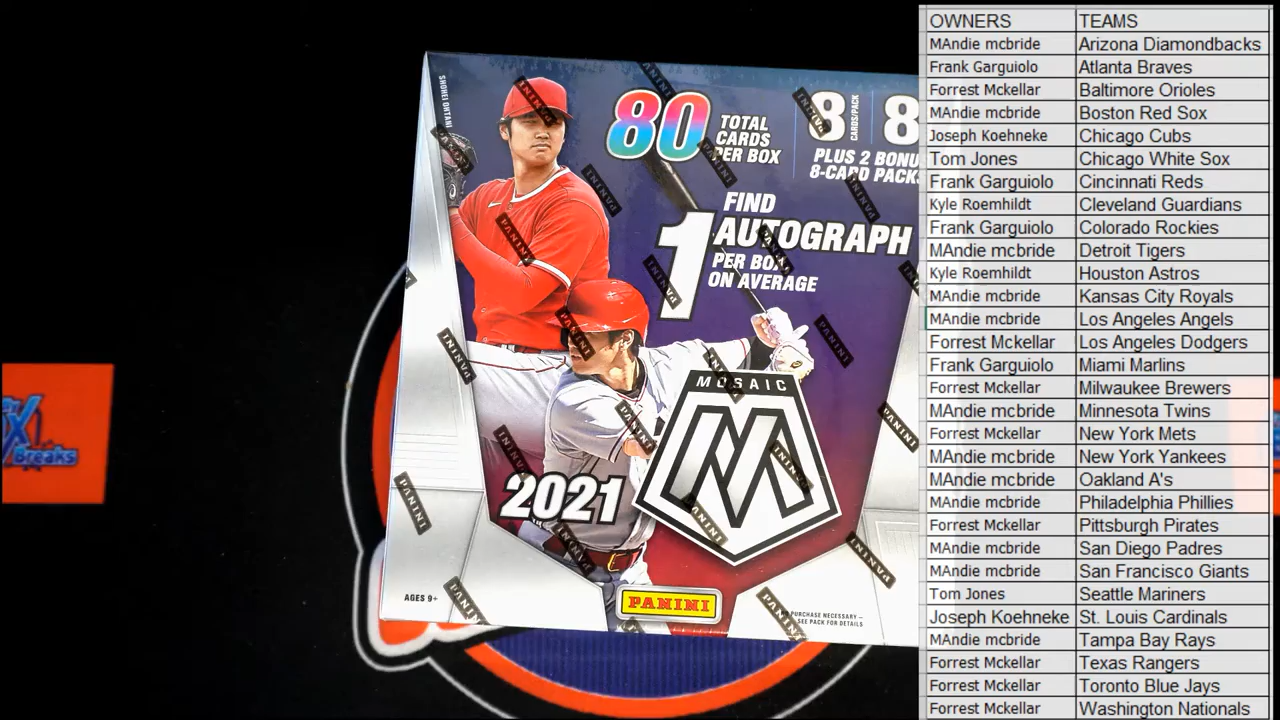 SHOHEI OHTANI
80 TOTAL
CARDS
PER BOX
8 CARDS/PACK 8
PLUS 2 BONU
8-CARD PACKS
FIND
1 AUTOGRAPH
PER BOX
ON AVERAGE
MOSAIC
M
2021
PANINI
AGES 9+
PURCHASE NECESSARY –
SEE PACK FOR DETAILS
X
Breaks
OWNERS TEAMS
MAndie mcbride Arizona Diamondbacks
Frank Garguiolo Atlanta Braves
Forrest Mckellar Baltimore Orioles
MAndie mcbride Boston Red Sox
Joseph Koehneke Chicago Cubs
Tom Jones Chicago White Sox
Frank Garguiolo Cincinnati Reds
Kyle Roemhildt Cleveland Guardians
Frank Garguiolo Colorado Rockies
MAndie mcbride Detroit Tigers
Kyle Roemhildt Houston Astros
MAndie mcbride Kansas City Royals
MAndie mcbride Los Angeles Angels
Forrest Mckellar Los Angeles Dodgers
Frank Garguiolo Miami Marlins
Forrest Mckellar Milwaukee Brewers
MAndie mcbride Minnesota Twins
Forrest Mckellar New York Mets
MAndie mcbride New York Yankees
MAndie mcbride Oakland A's
MAndie mcbride Philadelphia Phillies
Forrest Mckellar Pittsburgh Pirates
MAndie mcbride San Diego Padres
MAndie mcbride San Francisco Giants
Tom Jones Seattle Mariners
Joseph Koehneke St. Louis Cardinals
MAndie mcbride Tampa Bay Rays
Forrest Mckellar Texas Rangers
Forrest Mckellar Toronto Blue Jays
Forrest Mckellar Washington Nationals